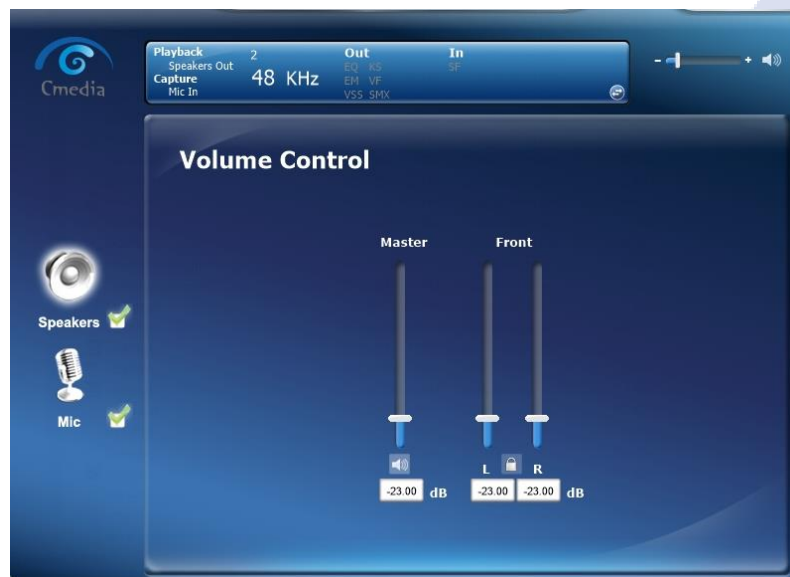 Cmedia
Playback 2 Out In
Speakers Out EQ KS SF
Capture 48 KHz EM VF
Mic In VSS SMX
- +
Volume Control
Master Front
Speakers
Mic
L R
-23.00 dB -23.00 -23.00 dB